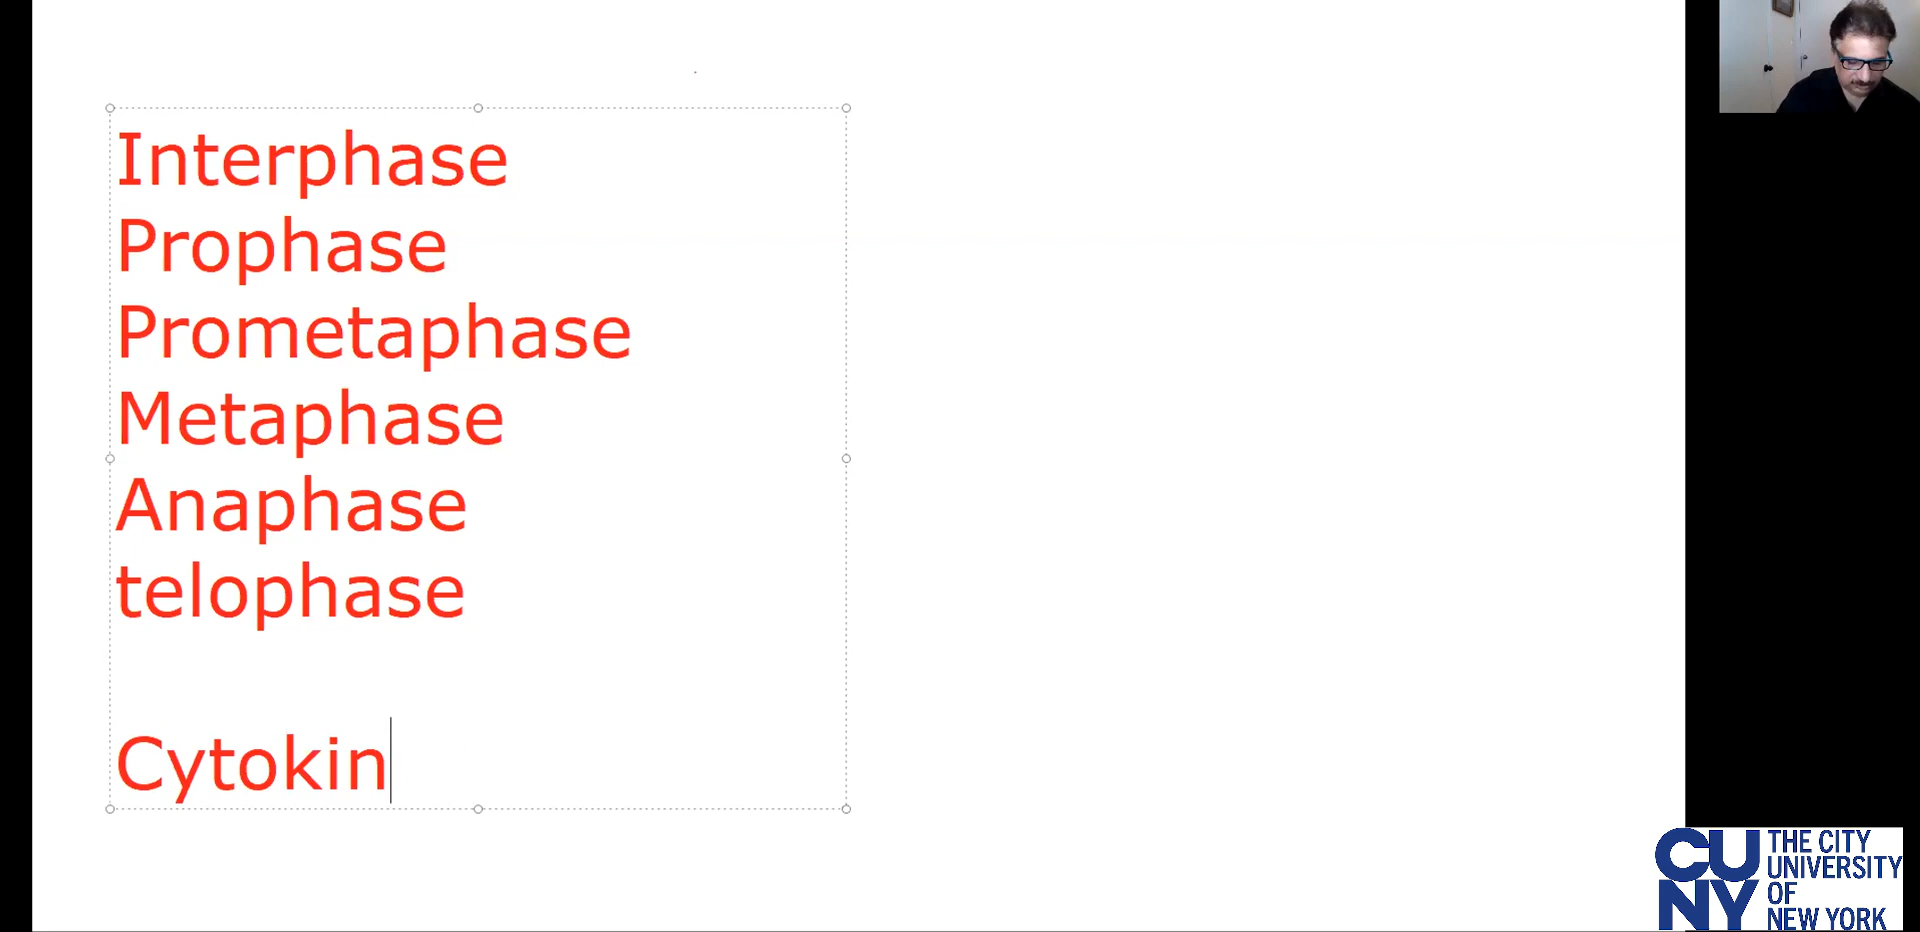 Interphase
Prophase
Prometaphase
Metaphase
Anaphase
telophase
Cytokin
CU
NY
THE CITY
UNIVERSITY
OF
NEW YORK